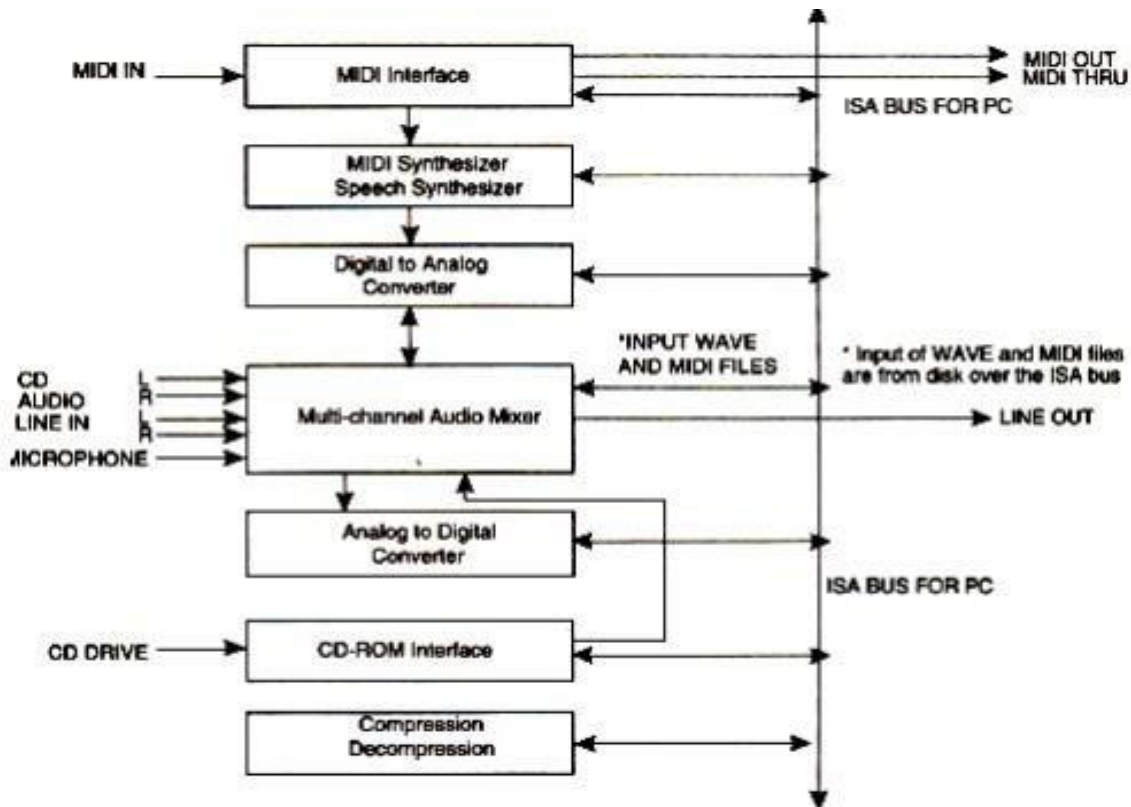 MIDI IN
MIDI Interface
MIDI OUT
MIDI THRU
ISA BUS FOR PC
MIDI Synthesizer
Speech Synthesizer
Digital to Analog
Converter
*INPUT WAVE
AND MIDI FILES
* Input of WAVE and MIDI files
are from disk over the ISA bus
CD
AUDIO
LINE IN
MICROPHONE
L
R
L
R
Multi-channel Audio Mixer
LINE OUT
Analog to Digital
Converter
ISA BUS FOR PC
CD DRIVE
CD-ROM Interface
Compression
Decompression